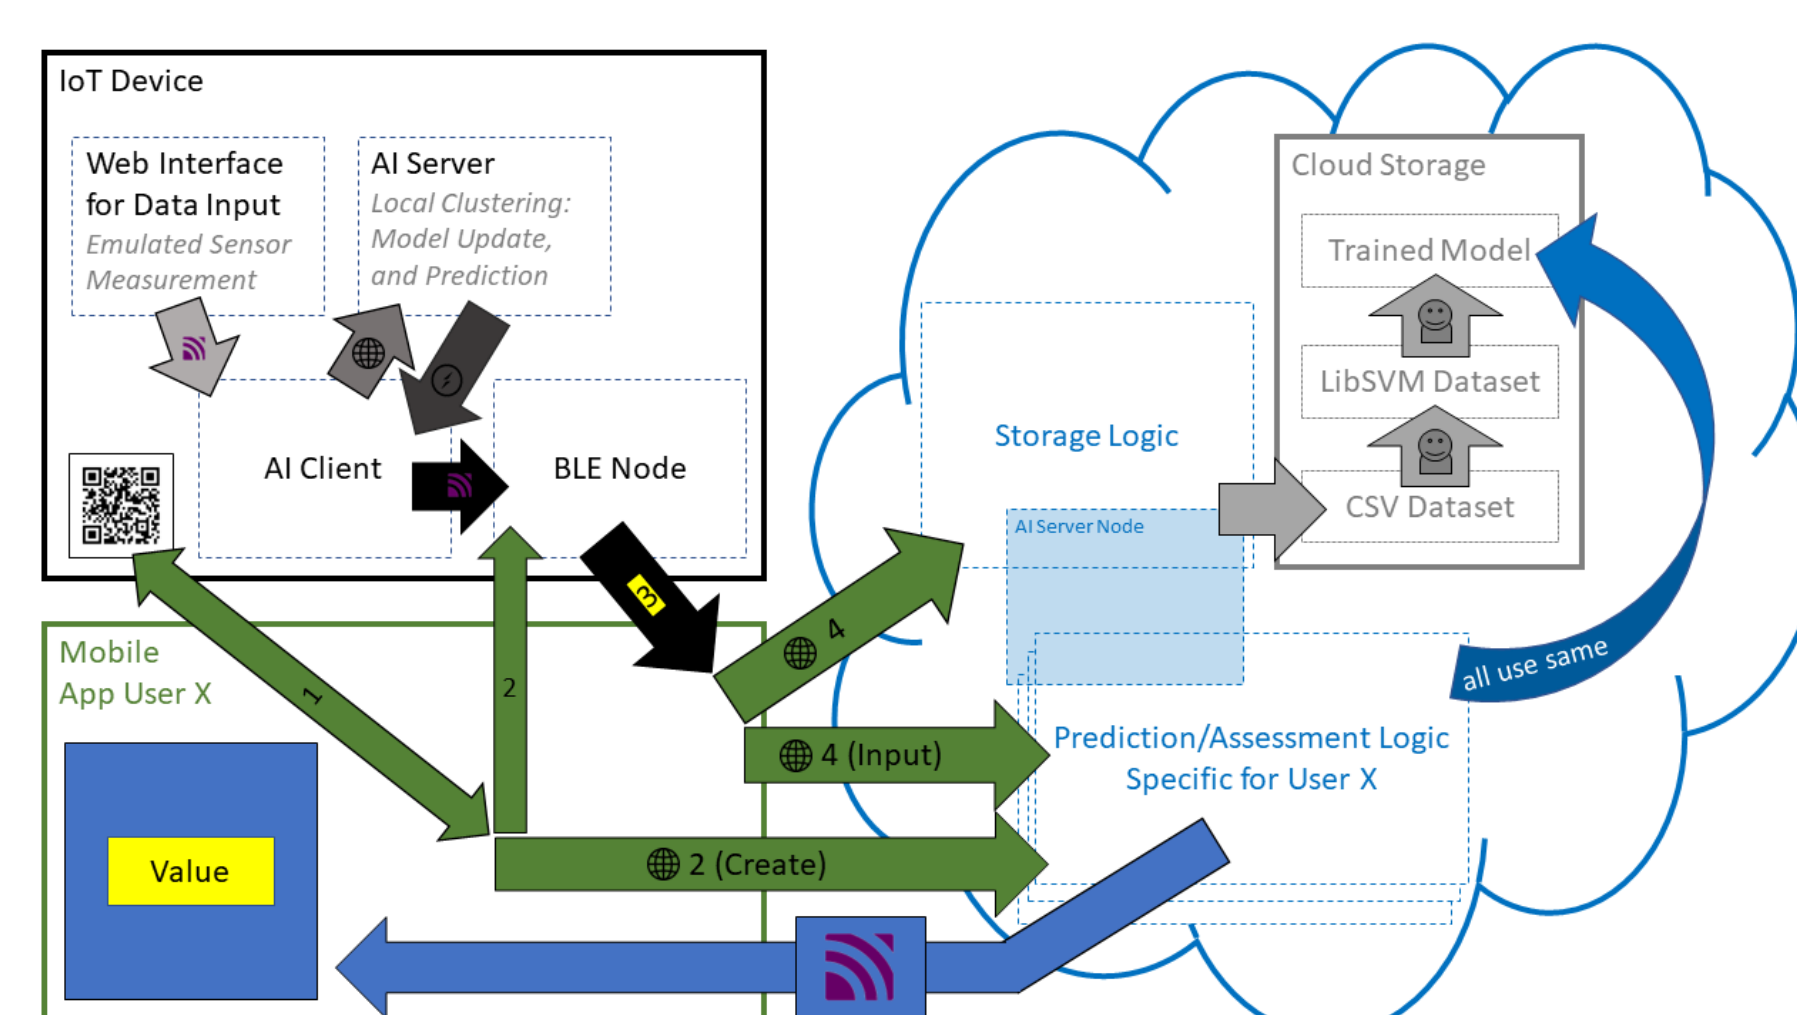 IoT Device
Web Interface
for Data Input
Emulated Sensor
Measurement
AI Server
Local Clustering:
Model Update,
and Prediction
AI Client
BLE Node
Mobile
App User X
Value
1
2
3
4
4 (Input)
2 (Create)
Storage Logic
AI Server Node
Prediction/Assessment Logic
Specific for User X
Cloud Storage
Trained Model
LibSVM Dataset
CSV Dataset
all use same